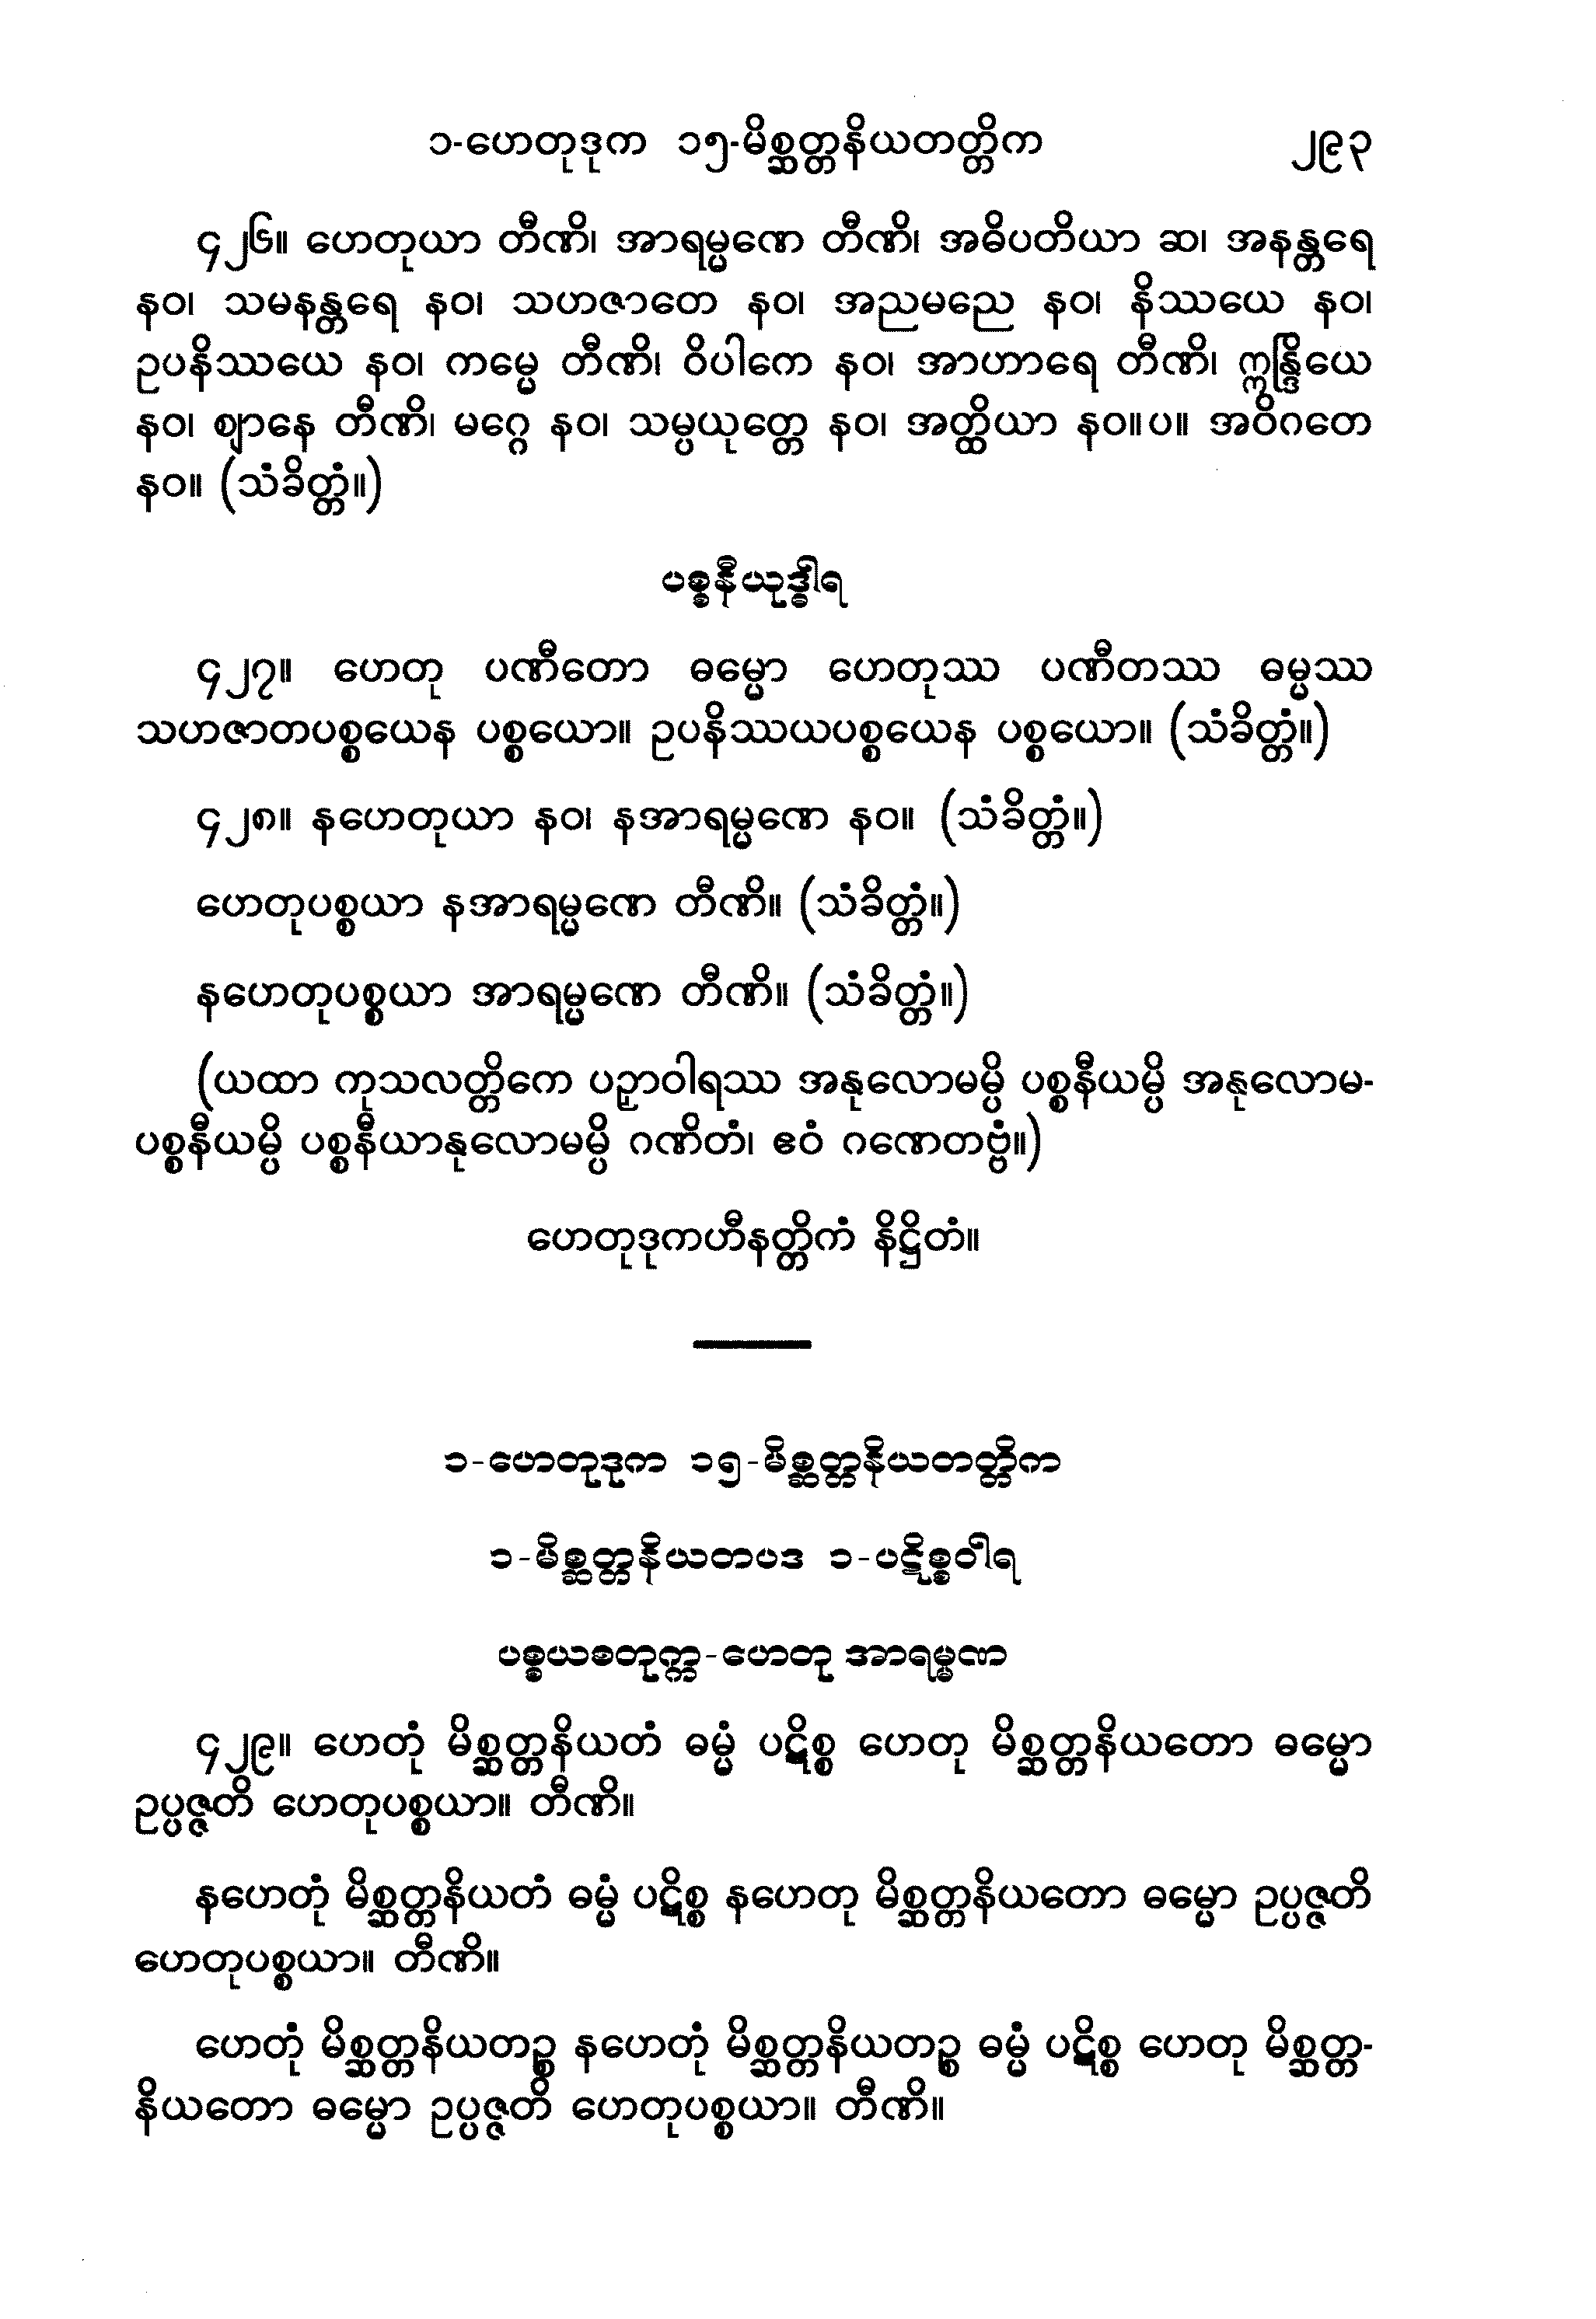 ၁-ဟေတုဒုက ၁၅-မိစ္ဆတ္တနိယတတ္တိက ၂၉၃
၄၂၆။ ဟေတုယာ တီဏိ၊ အာရမ္မဏေ တီဏိ၊ အဓိပတိယာ ဆ၊ အနန္တရေ
နဝ၊ သမနန္တရေ နဝ၊ သဟဇာတေ နဝ၊ အညမညေ နဝ၊ နိဿယေ နဝ၊
ဥပနိဿယေ နဝ၊ ကမ္မေ တီဏိ၊ ဝိပါကေ နဝ၊ အာဟာရေ တီဏိ၊ ဣန္ဒြိယေ
နဝ၊ ဈာနေ တီဏိ၊ မဂ္ဂေ နဝ၊ သမ္ပယုတ္တေ နဝ၊ အတ္ထိယာ နဝ။ပ။ အဝိဂတေ
နဝ။ (သံခိတ္တံ။)
ပစ္စနီယုဒ္ဓါရ
၄၂၇။ ဟေတု ပဏီတော ဓမ္မော ဟေတုဿ ပဏီတဿ ဓမ္မဿ
သဟဇာတပစ္စယေန ပစ္စယော။ ဥပနိဿယပစ္စယေန ပစ္စယော။ (သံခိတ္တံ။)
၄၂၈။ နဟေတုယာ နဝ၊ နအာရမ္မဏေ နဝ။ (သံခိတ္တံ။)
ဟေတုပစ္စယာ နအာရမ္မဏေ တီဏိ။ (သံခိတ္တံ။)
နဟေတုပစ္စယာ အာရမ္မဏေ တီဏိ။ (သံခိတ္တံ။)
(ယထာ ကုသလတ္တိကေ ပဉှာဝါရဿ အနုလောမမ္ပိ ပစ္စနီယမ္ပိ အနုလောမ-
ပစ္စနီယမ္ပိ ပစ္စနီယာနုလောမမ္ပိ ဂဏိတံ၊ ဧဝံ ဂဏေတဗ္ဗံ။)
ဟေတုဒုကဟီနတ္တိကံ နိဋ္ဌိတံ။
၁-ဟေတုဒုက ၁၅-မိစ္ဆတ္တနိယတတ္တိက
၁-မိစ္ဆတ္တနိယတပဒ ၁-ပဋိစ္စဝါရ
ပစ္စယစတုက္က-ဟေတု အာရမ္မဏ
၄၂၉။ ဟေတုံ မိစ္ဆတ္တနိယတံ ဓမ္မံ ပဋိစ္စ ဟေတု မိစ္ဆတ္တနိယတော ဓမ္မော
ဥပ္ပဇ္ဇတိ ဟေတုပစ္စယာ။ တီဏိ။
နဟေတုံ မိစ္ဆတ္တနိယတံ ဓမ္မံ ပဋိစ္စ နဟေတု မိစ္ဆတ္တနိယတော ဓမ္မော ဥပ္ပဇ္ဇတိ
ဟေတုပစ္စယာ။ တီဏိ။
ဟေတုံ မိစ္ဆတ္တနိယတဉ္စ နဟေတုံ မိစ္ဆတ္တနိယတဉ္စ ဓမ္မံ ပဋိစ္စ ဟေတု မိစ္ဆတ္တ-
နိယတော ဓမ္မော ဥပ္ပဇ္ဇတိ ဟေတုပစ္စယာ။ တီဏိ။